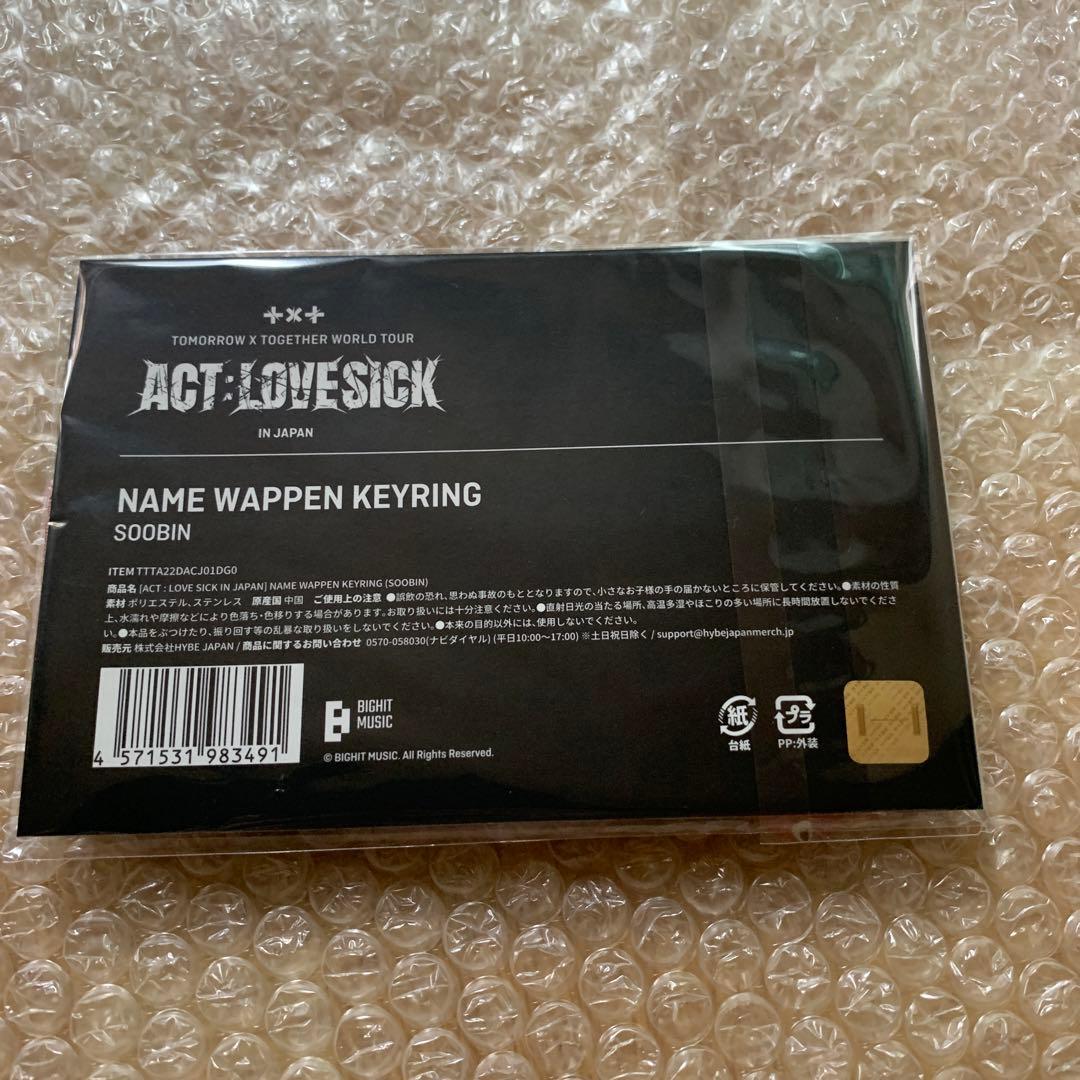 TOMORROW X TOGETHER WORLD TOUR
ACT:LOVE SICK
IN JAPAN
NAME WAPPEN KEYRING
SOOBIN
ITEM TTTA22DACJ01DG0
商品名 [ACT : LOVE SICK IN JAPAN] NAME WAPPEN KEYRING (SOOBIN)
素材 ポリエステル、ステンレス 原産国 中国 ご使用上の注意 ●誤飲の恐れ、思わぬ事故のもととなりますので、小さなお子様の手の届かないところに保管してください。●素材の性質
上、水濡れや摩擦などにより色落ち・色移りする場合があります。お取り扱いには十分注意ください。●直射日光の当たる場所、高温多湿やほこりの多い場所に長時間放置しないでくださ
い。●本品をぶつけたり、振り回す等の乱暴な取り扱いをしないでください。●本来の目的以外には、使用しないでください。
販売元 株式会社HYBE JAPAN / 商品に関するお問い合わせ 0570-058030(ナビダイヤル) (平日10:00〜17:00) ※土日祝日除く / support@hybejapanmerch.jp
4 571531 983491
BIGHIT
MUSIC
© BIGHIT MUSIC. All Rights Reserved.
紙
台紙
プラ
PP:外装